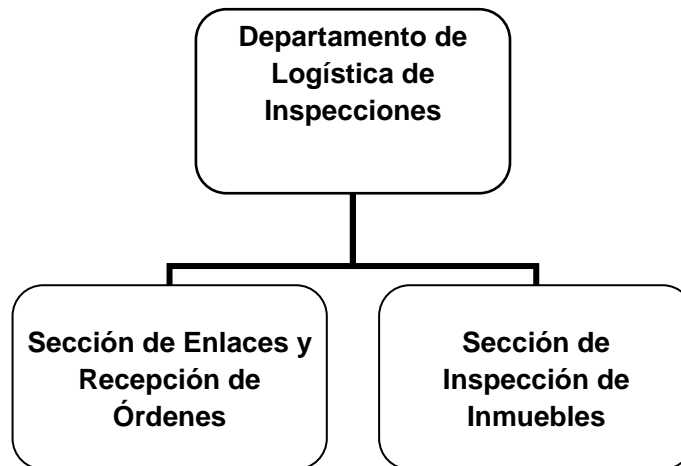 Departamento de
Logística de
Inspecciones
Sección de Enlaces y
Recepción de
Órdenes
Sección de
Inspección de
Inmuebles